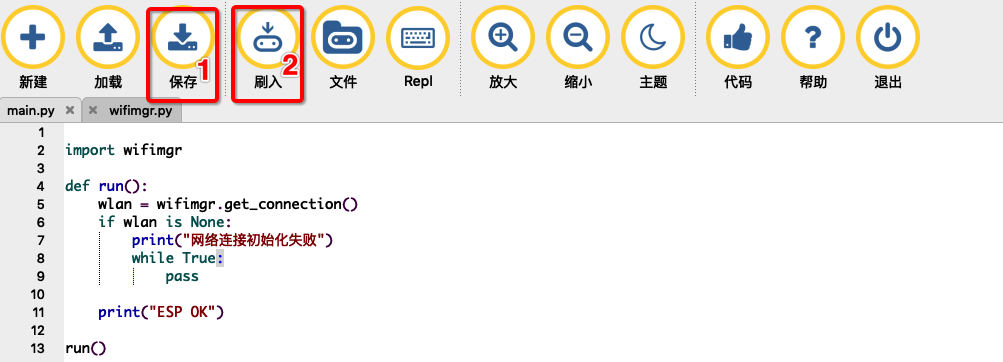 1
2
新建 加载 保存 刷入 文件 Repl 放大 缩小 主题 代码 帮助 退出
main.py × × wifimgr.py
1
2 import wifimgr
3
4 def run():
5 wlan = wifimgr.get_connection()
6 if wlan is None:
7 print("网络连接初始化失败")
8 while True:
9 pass
10
11 print("ESP OK")
12
13 run()